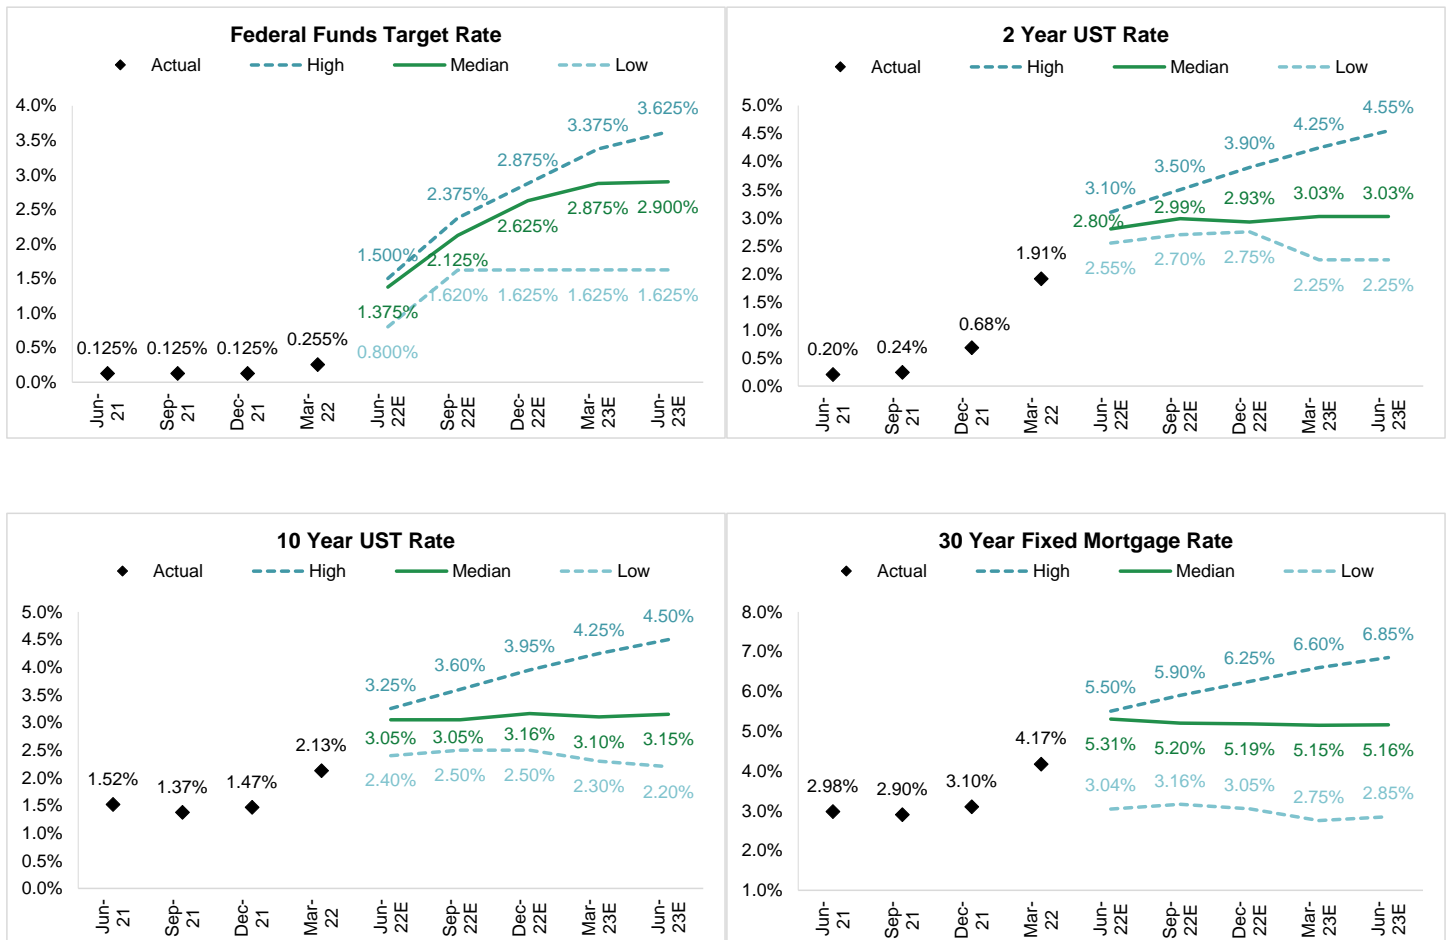 Federal Funds Target Rate
Actual High Median Low
4.0%
3.5%
3.0%
2.5%
2.0%
1.5%
1.0%
0.5%
0.0%
3.625%
3.375%
2.875%
2.375%
1.500%
2.900%
2.875%
2.625%
2.125%
1.375%
1.620% 1.625% 1.625% 1.625%
0.800%
0.125% 0.125% 0.125% 0.255%
Jun-21 Sep-21 Dec-21 Mar-22 Jun-22E Sep-22E Dec-22E Mar-23E Jun-23E
2 Year UST Rate
Actual High Median Low
5.0%
4.5%
4.0%
3.5%
3.0%
2.5%
2.0%
1.5%
1.0%
0.5%
0.0%
3.10% 3.50% 3.90% 4.25% 4.55%
2.80% 2.99% 2.93% 3.03% 3.03%
2.55% 2.70% 2.75% 2.25% 2.25%
0.20% 0.24% 0.68% 1.91%
Jun-21 Sep-21 Dec-21 Mar-22 Jun-22E Sep-22E Dec-22E Mar-23E Jun-23E
10 Year UST Rate
Actual High Median Low
5.0%
4.5%
4.0%
3.5%
3.0%
2.5%
2.0%
1.5%
1.0%
0.5%
0.0%
3.25% 3.60% 3.95% 4.25% 4.50%
3.05% 3.05% 3.16% 3.10% 3.15%
2.40% 2.50% 2.50% 2.30% 2.20%
1.52% 1.37% 1.47% 2.13%
Jun-21 Sep-21 Dec-21 Mar-22 Jun-22E Sep-22E Dec-22E Mar-23E Jun-23E
30 Year Fixed Mortgage Rate
Actual High Median Low
8.0%
7.0%
6.0%
5.0%
4.0%
3.0%
2.0%
1.0%
5.50% 5.90% 6.25% 6.60% 6.85%
5.31% 5.20% 5.19% 5.15% 5.16%
3.04% 3.16% 3.05% 2.75% 2.85%
2.98% 2.90% 3.10% 4.17%
Jun-21 Sep-21 Dec-21 Mar-22 Jun-22E Sep-22E Dec-22E Mar-23E Jun-23E